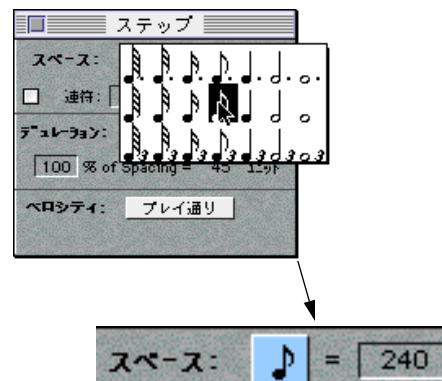 ステップ
スペース:
連符:
デュレーション:
100 % of Spacing = 45 ユニット
ベロシティ: プレイ通り
スペース: = 240